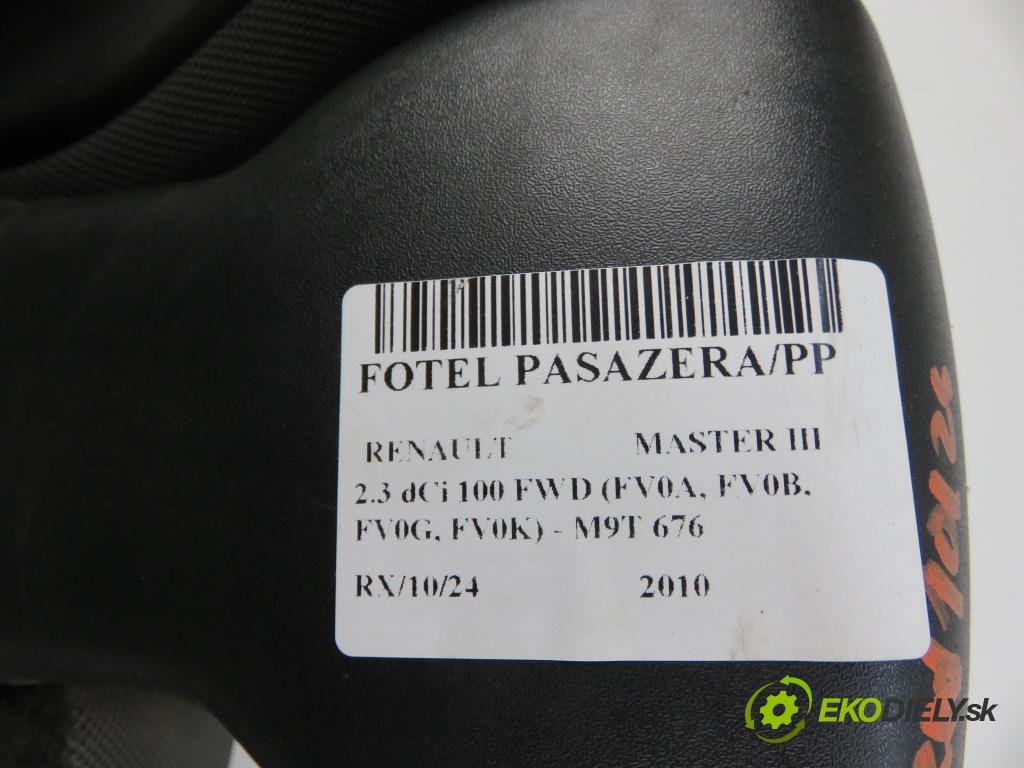 FOTEL PASAZERA/PP
RENAULT MASTER III
2.3 dCi 100 FWD (FV0A, FV0B,
FV0G, FV0K) - M9T 676
RX/10/24 2010
EKODIELY.sk